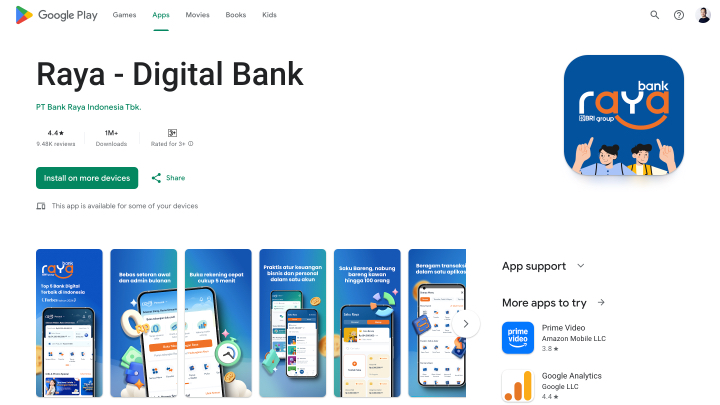 Google Play
Games
Apps
Movies
Books
Kids
Raya - Digital Bank
PT Bank Raya Indonesia Tbk.
4.4★
9.48K reviews
1M+
Downloads
3+
Rated for 3+
Install on more devices
Share
This app is available for some of your devices
bank
raya
BRI group
bank
raya
Top 5 Bank Digital
Terbaik di Indonesia
Bebas setoran awal
dan admin bulanan
Buka rekening cepat
cukup 5 menit
Praktis atur keuangan
bisnis dan personal
dalam satu akun
Saku Bareng, nabung
bareng kawan
hingga 100 orang
Beragam transaksi
dalam satu aplikas
App support
More apps to try
prime
video
Prime Video
Amazon Mobile LLC
3.8 ★
Google Analytics
Google LLC
4.4 ★